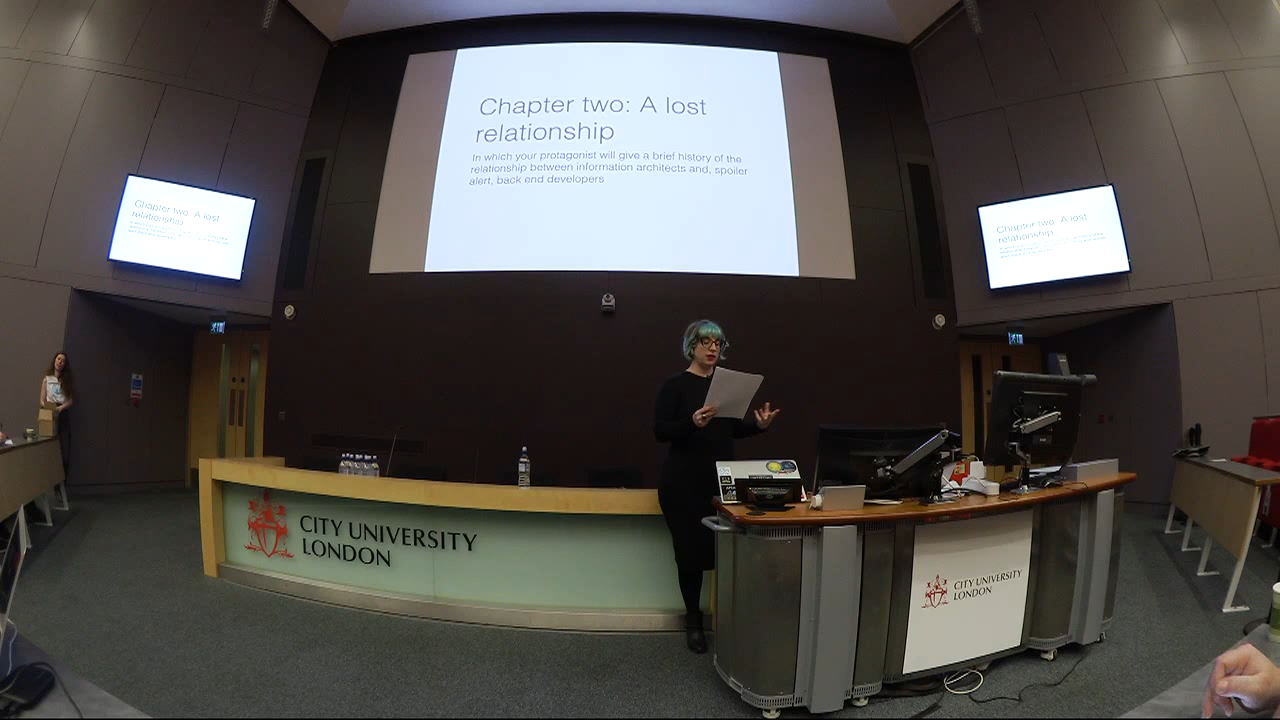 Chapter two: A lost
relationship
In which your protagonist will give a brief history of the
relationship between information architects and, spoiler
alert, back end developers
Chapter two: A lost
relationship
Chapter two: A lost
relationship
CITY UNIVERSITY
LONDON
CITY UNIVERSITY
LONDON